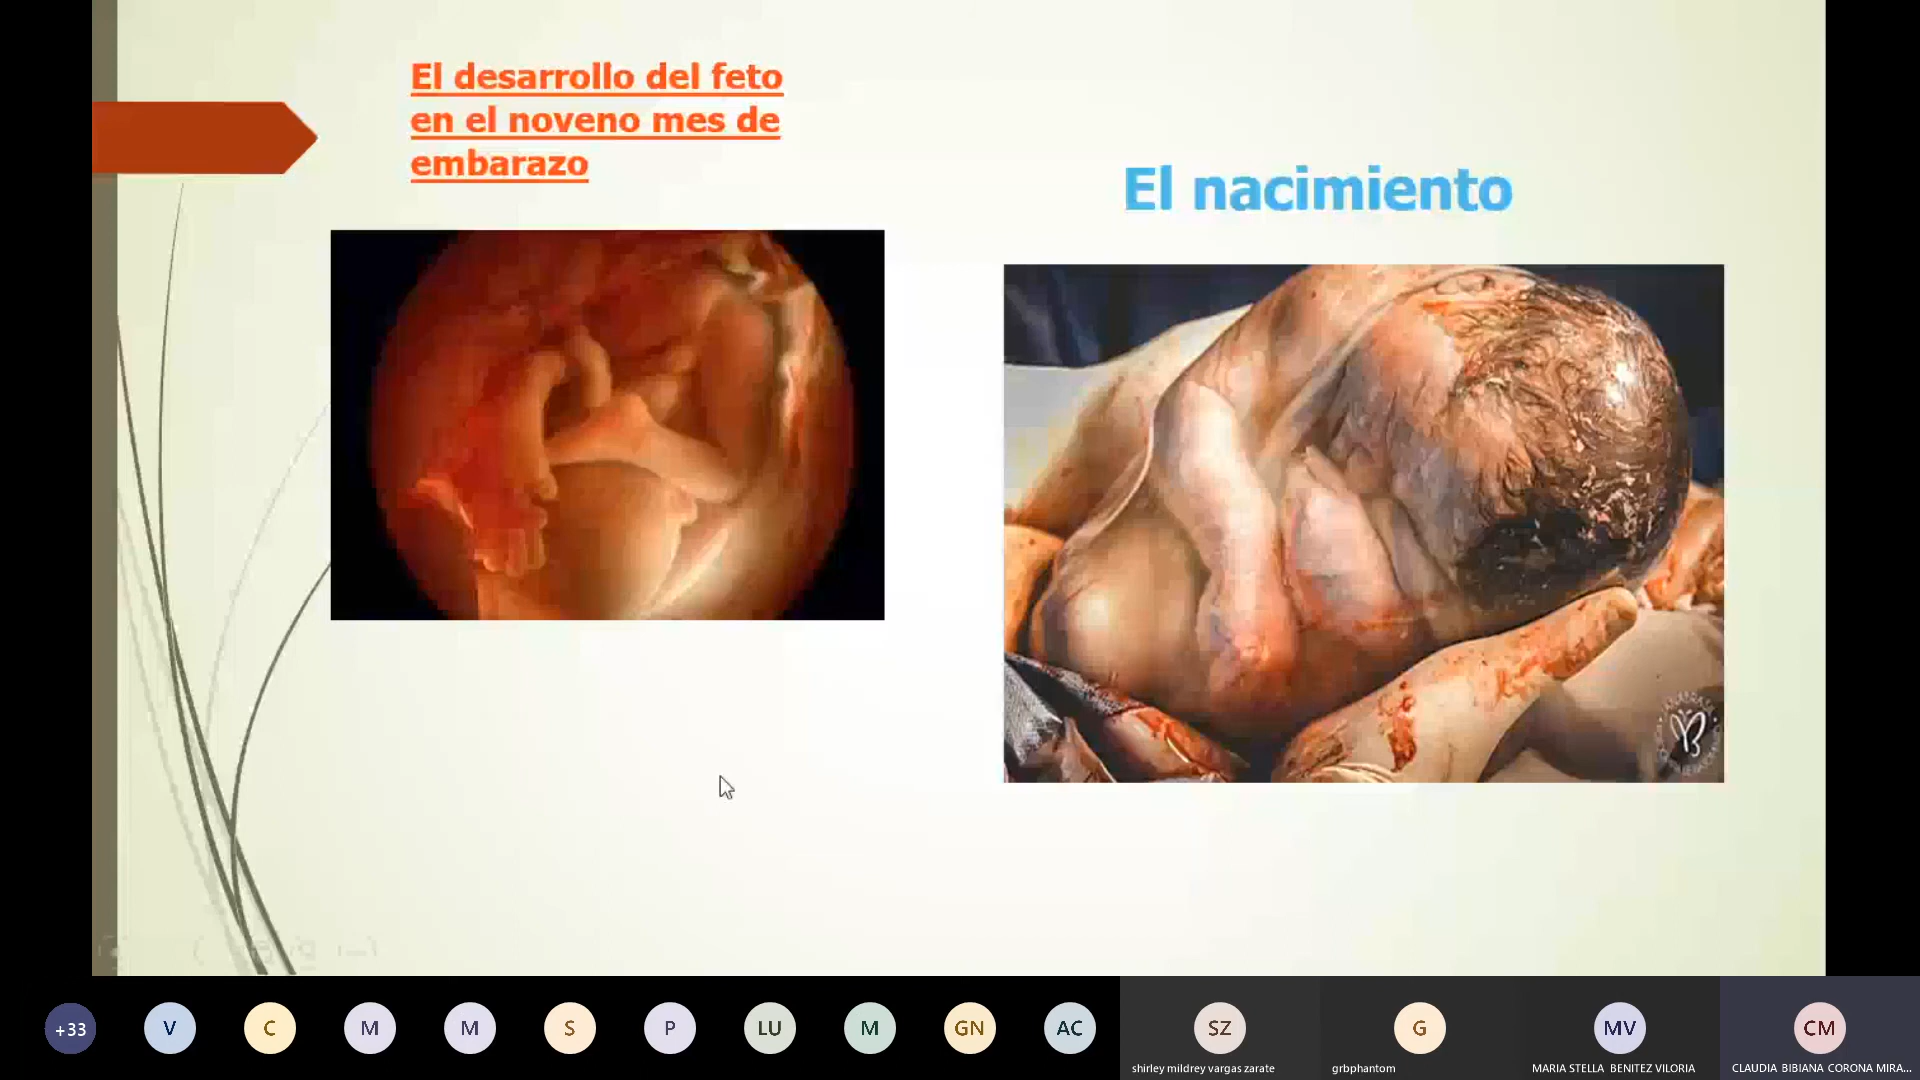 El desarrollo del feto
en el noveno mes de
embarazo
El nacimiento
+33
V
C
M
M
S
P
LU
M
GN
AC
SZ
G
MV
CM
shirley mildrey vargas zarate
grbphantom
MARIA STELLA BENITEZ VILORIA
CLAUDIA BIBIANA CORONA MIRA...